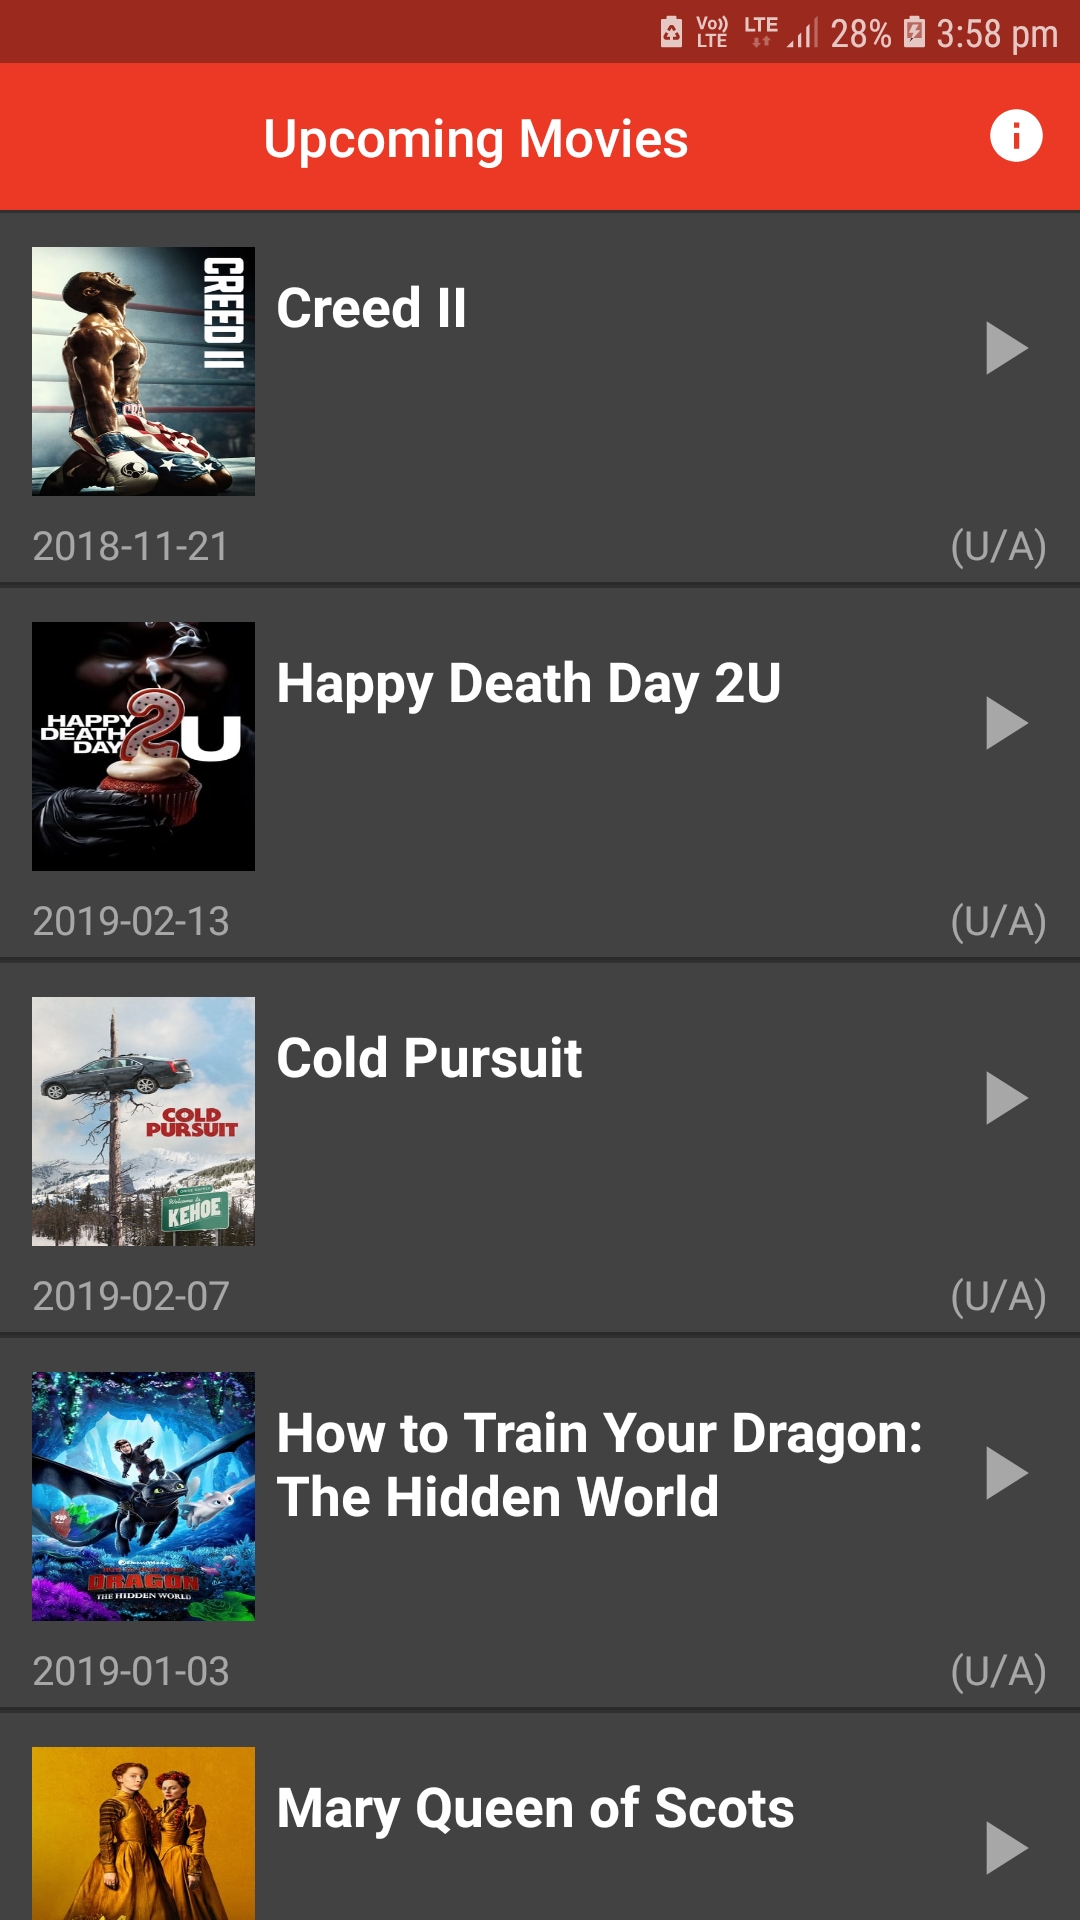 Vo)) LTE LTE 28% 3:58 pm
Upcoming Movies
CREED II
Creed II
2018-11-21 (U/A)
HAPPY
DEATH
DAY
2U
Happy Death Day 2U
2019-02-13 (U/A)
COLD
PURSUIT
Welcome to
KEHOE
Cold Pursuit
2019-02-07 (U/A)
DRAGON
THE HIDDEN WORLD
How to Train Your Dragon:
The Hidden World
2019-01-03 (U/A)
Mary Queen of Scots